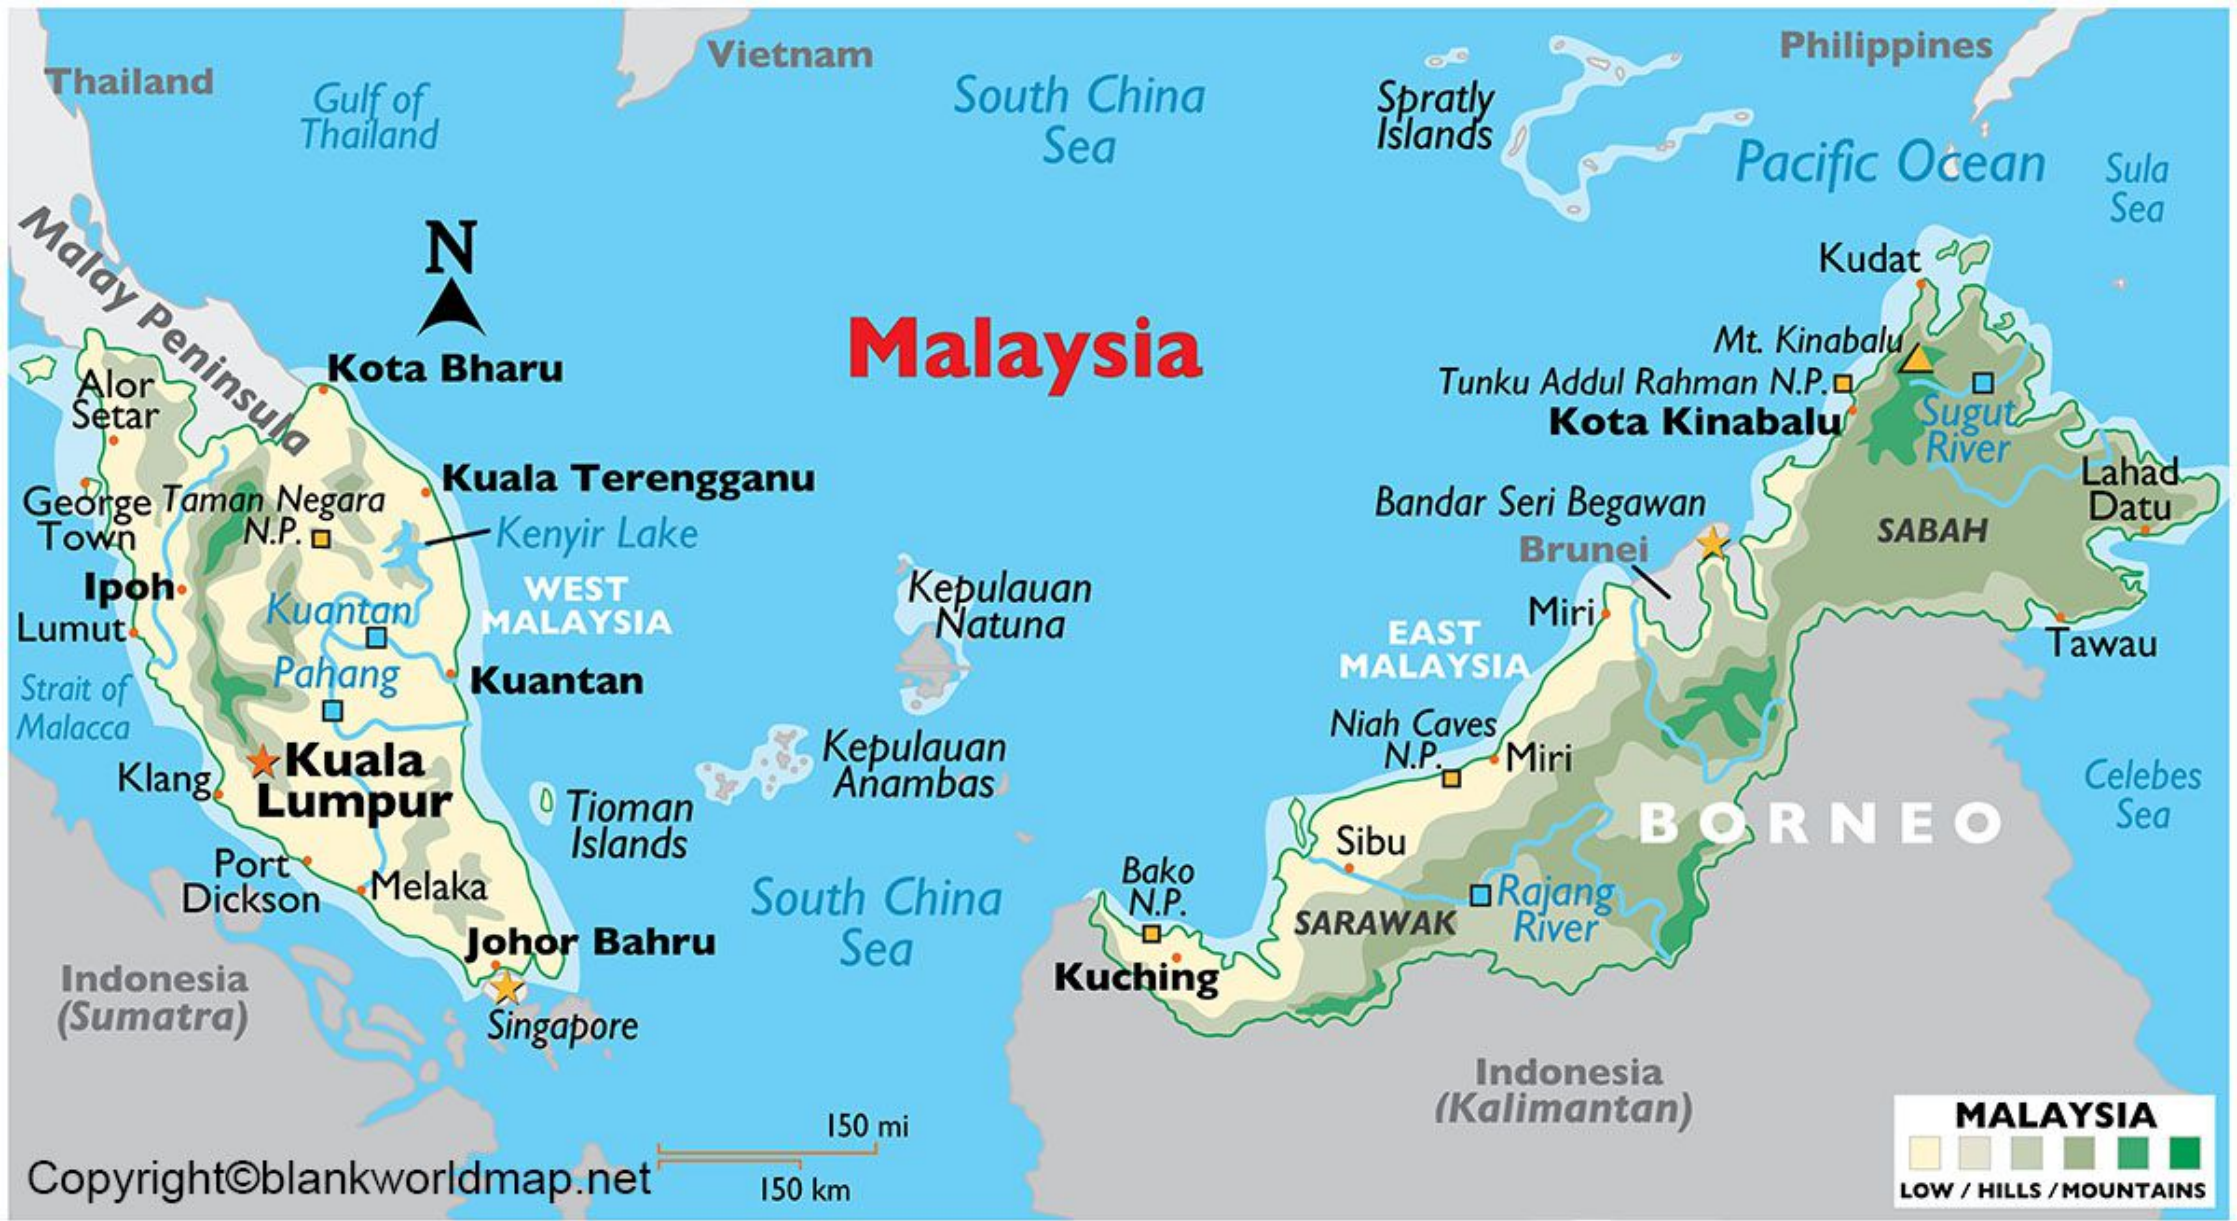 Thailand
Gulf of
Thailand
Vietnam
South China
Sea
Spratly
Islands
Philippines
Pacific Ocean
Sula
Sea
Malay Peninsula
N
Malaysia
Kudat
Mt. Kinabalu
Tunku Addul Rahman N.P.
Kota Kinabalu
Sugut
River
Kota Bharu
Alor
Setar
Kuala Terengganu
Kenyir Lake
George
Town
Taman Negara
N.P.
Bandar Seri Begawan
Brunei
SABAH
Lahad
Datu
Ipoh
Lumut
Kuantan
Pahang
WEST
MALAYSIA
Kuantan
Kepulauan
Natuna
EAST
MALAYSIA
Miri
Tawau
Strait of
Malacca
Niah Caves
N.P.
Miri
Kuala
Lumpur
Klang
Kepulauan
Anambas
Tioman
Islands
BORNEO
Celebes
Sea
Sibu
Port
Dickson
Melaka
South China
Sea
Bako
N.P.
SARAWAK
Rajang
River
Johor Bahru
Kuching
Indonesia
(Sumatra)
Singapore
Indonesia
(Kalimantan)
150 mi
150 km
Copyright©blankworldmap.net
MALAYSIA
LOW / HILLS / MOUNTAINS